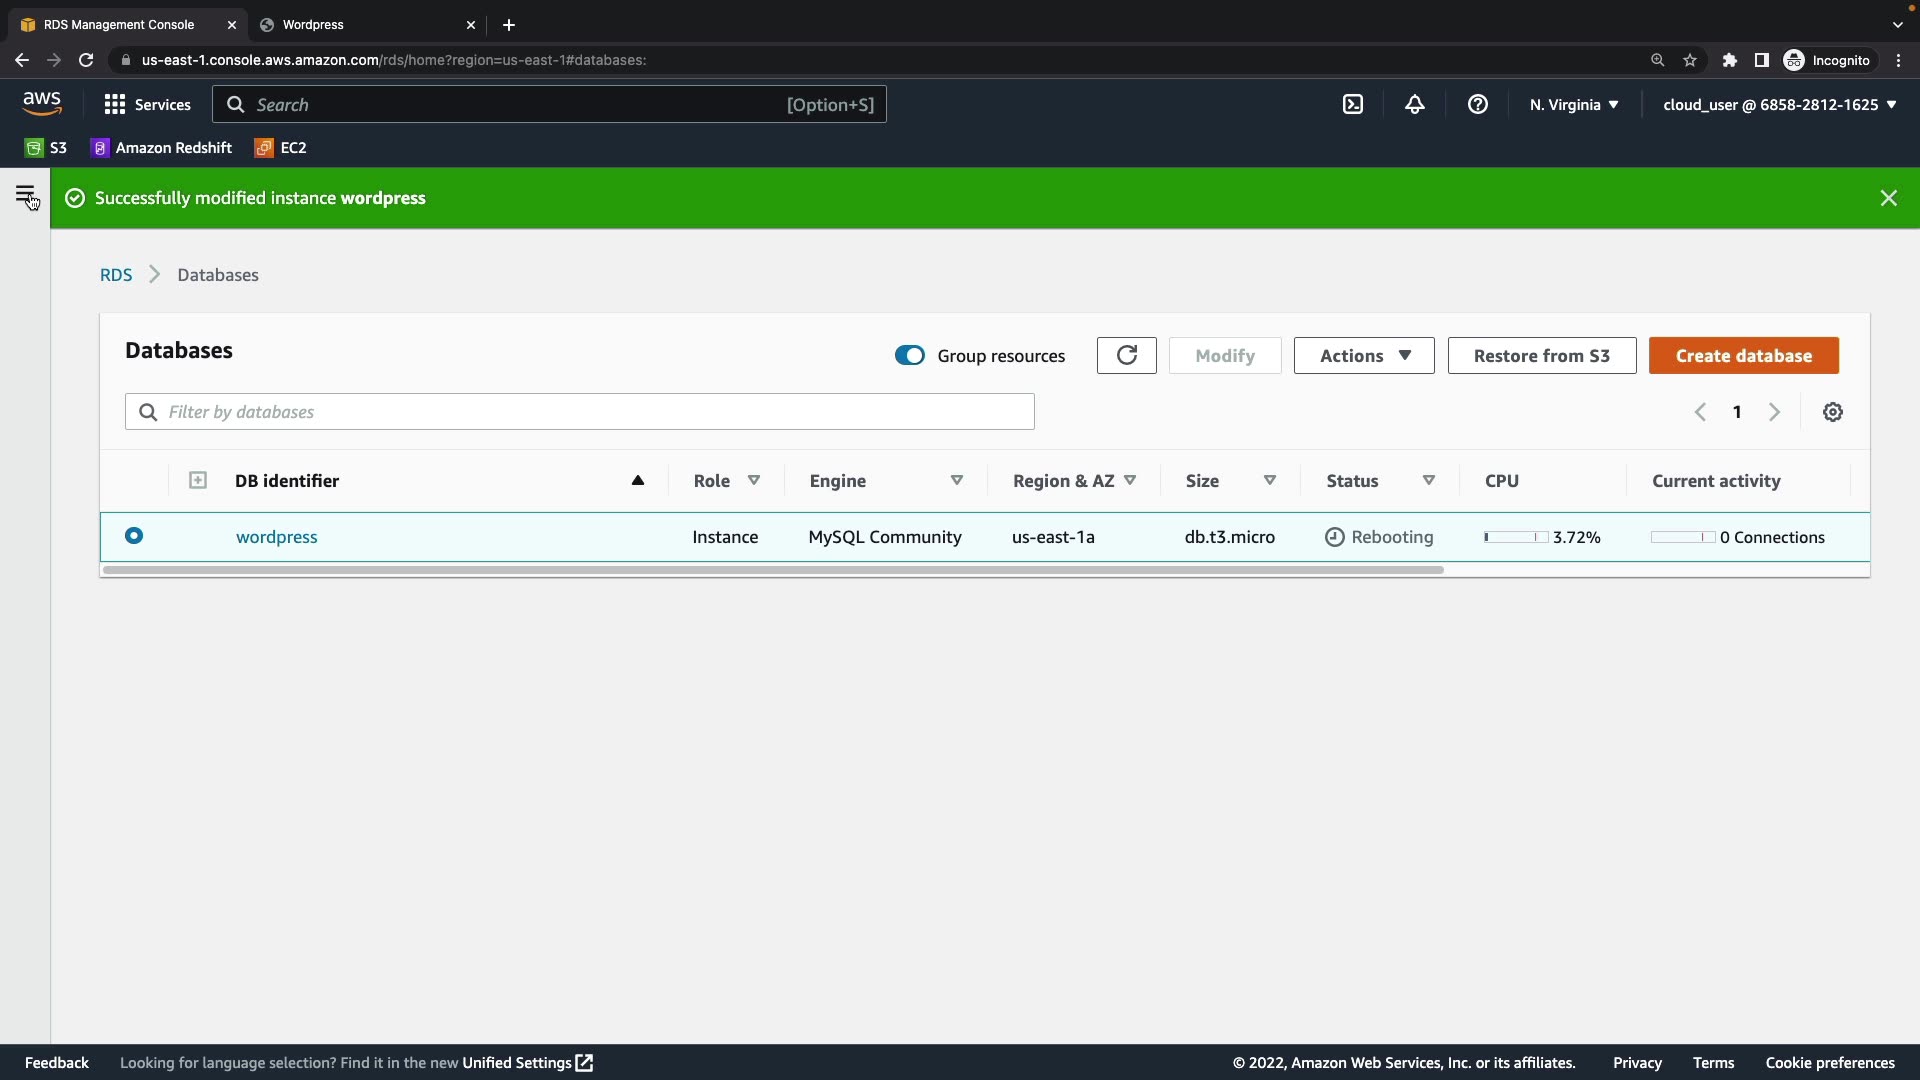 RDS Management Console
Wordpress
us-east-1.console.aws.amazon.com/rds/home?region=us-east-1#databases:
Incognito
aws
Services
Search
[Option+S]
N. Virginia
cloud_user @ 6858-2812-1625
S3
Amazon Redshift
EC2
Successfully modified instance wordpress
RDS
Databases
Databases
Group resources
Modify
Actions
Restore from S3
Create database
Filter by databases
1
DB identifier
Role
Engine
Region & AZ
Size
Status
CPU
Current activity
wordpress
Instance
MySQL Community
us-east-1a
db.t3.micro
Rebooting
3.72%
0 Connections
Feedback
Looking for language selection? Find it in the new Unified Settings
© 2022, Amazon Web Services, Inc. or its affiliates.
Privacy
Terms
Cookie preferences